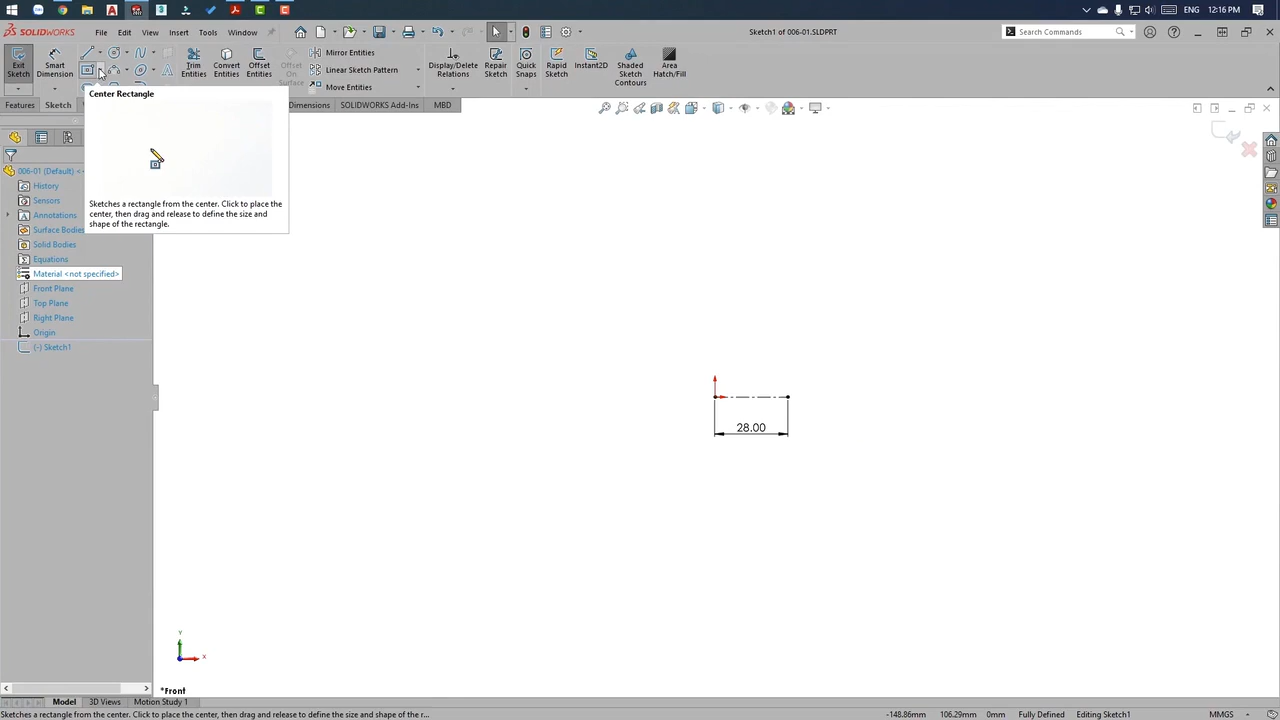 ENG 12:16 PM
SOLIDWORKS File Edit View Insert Tools Window Sketch1 of 006-01.SLDPRT Search Commands
Exit Sketch
Smart Dimension
Trim Entities
Convert Entities
Offset Entities
Offset On Surface
Mirror Entities
Linear Sketch Pattern
Move Entities
Display/Delete Relations
Repair Sketch
Quick Snaps
Rapid Sketch
Instant2D
Shaded Sketch Contours
Area Hatch/Fill
Features Sketch Dimensions SOLIDWORKS Add-Ins MBD
Center Rectangle
Sketches a rectangle from the center. Click to place the
center, then drag and release to define the size and
shape of the rectangle.
006-01 (Default) <
History
Sensors
Annotations
Surface Bodies
Solid Bodies
Equations
Material <not specified>
Front Plane
Top Plane
Right Plane
Origin
(-) Sketch1
28.00
Y
X
*Front
Model 3D Views Motion Study 1
Sketches a rectangle from the center. Click to place the center, then drag and release to define the size and shape of the r... -148.86mm 106.29mm 0mm Fully Defined Editing Sketch1 MMGS